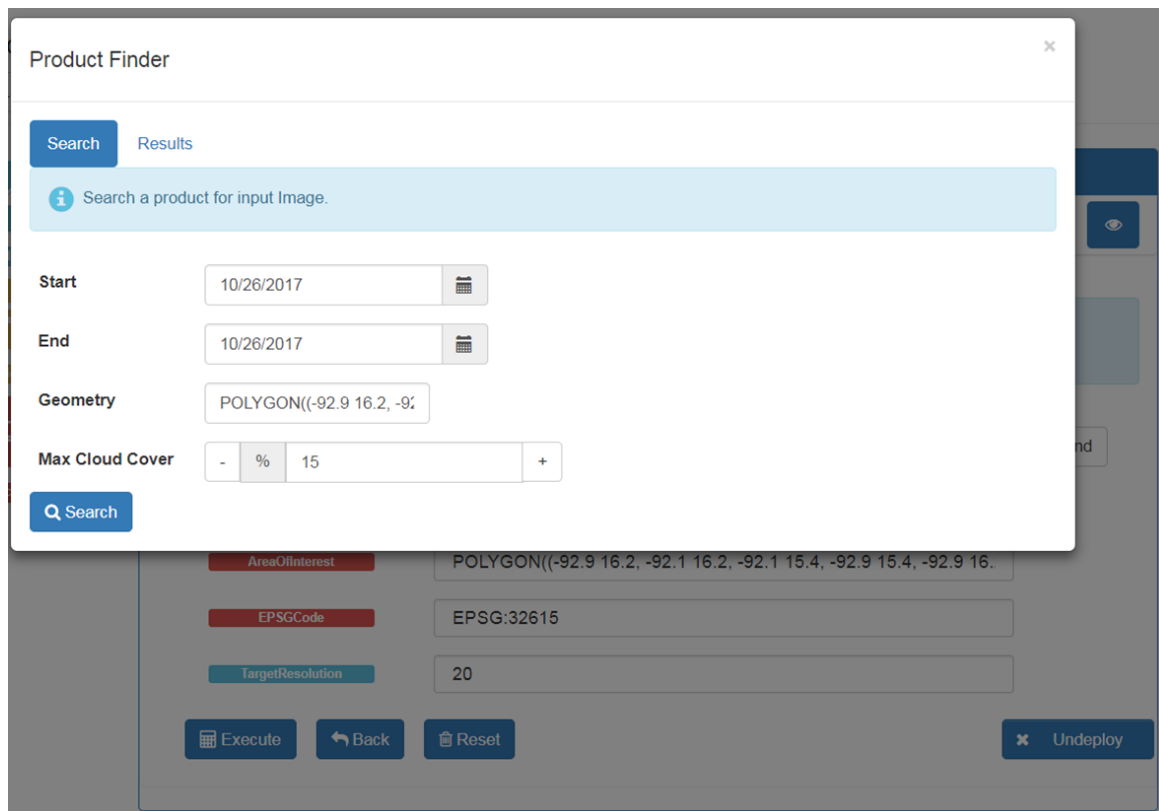 Product Finder
×
Search Results
Search a product for input Image.
Start 10/26/2017
End 10/26/2017
Geometry POLYGON((-92.9 16.2, -92
Max Cloud Cover - % 15 +
Search
nd
AreaOfInterest POLYGON((-92.9 16.2, -92.1 16.2, -92.1 15.4, -92.9 15.4, -92.9 16.
EPSGCode EPSG:32615
TargetResolution 20
Execute Back Reset Undeploy